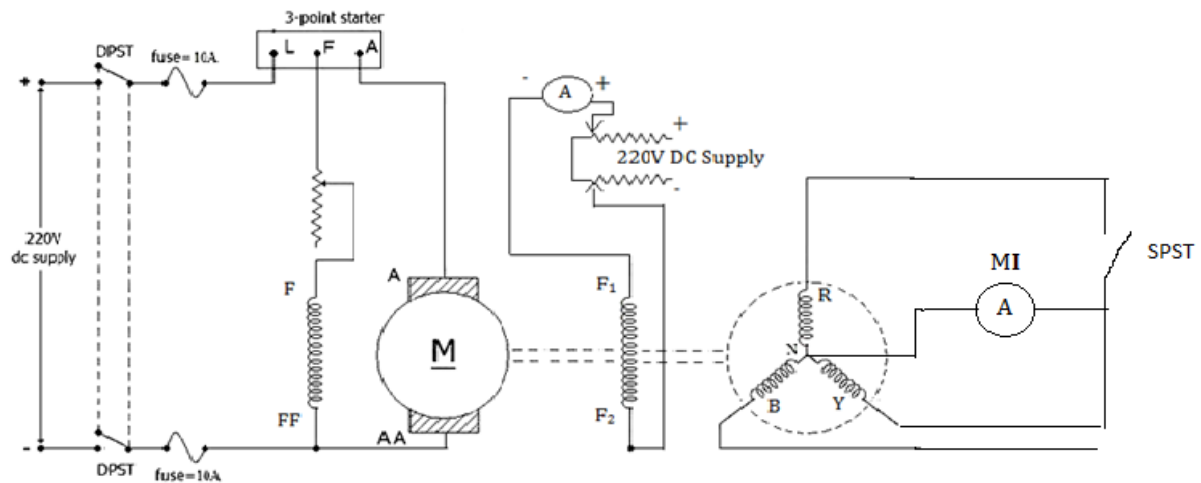 3-point starter
L F A
DPST
fuse= 10A.
+
220V
dc supply
-
DPST
fuse=10A
F
FF
A
M
AA
-
A
+
+
220V DC Supply
-
F1
F2
R
N
B
Y
MI
A
SPST